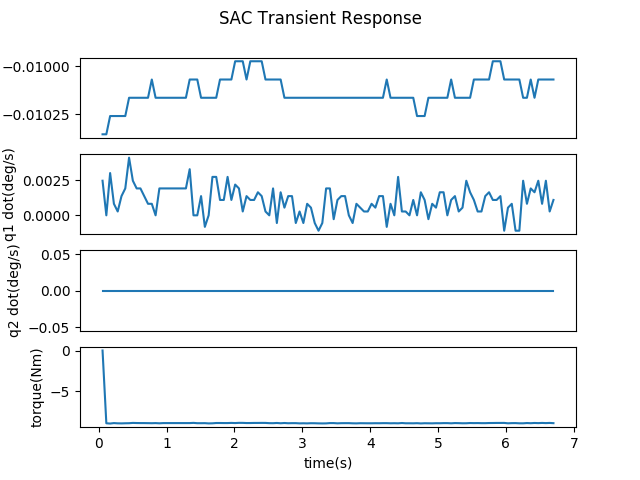 SAC Transient Response
−0.01000
−0.01025
0.0025
0.0000
q1 dot(deg/s)
0.05
0.00
−0.05
q2 dot(deg/s)
0
−5
torque(Nm)
0 1 2 3 4 5 6 7
time(s)